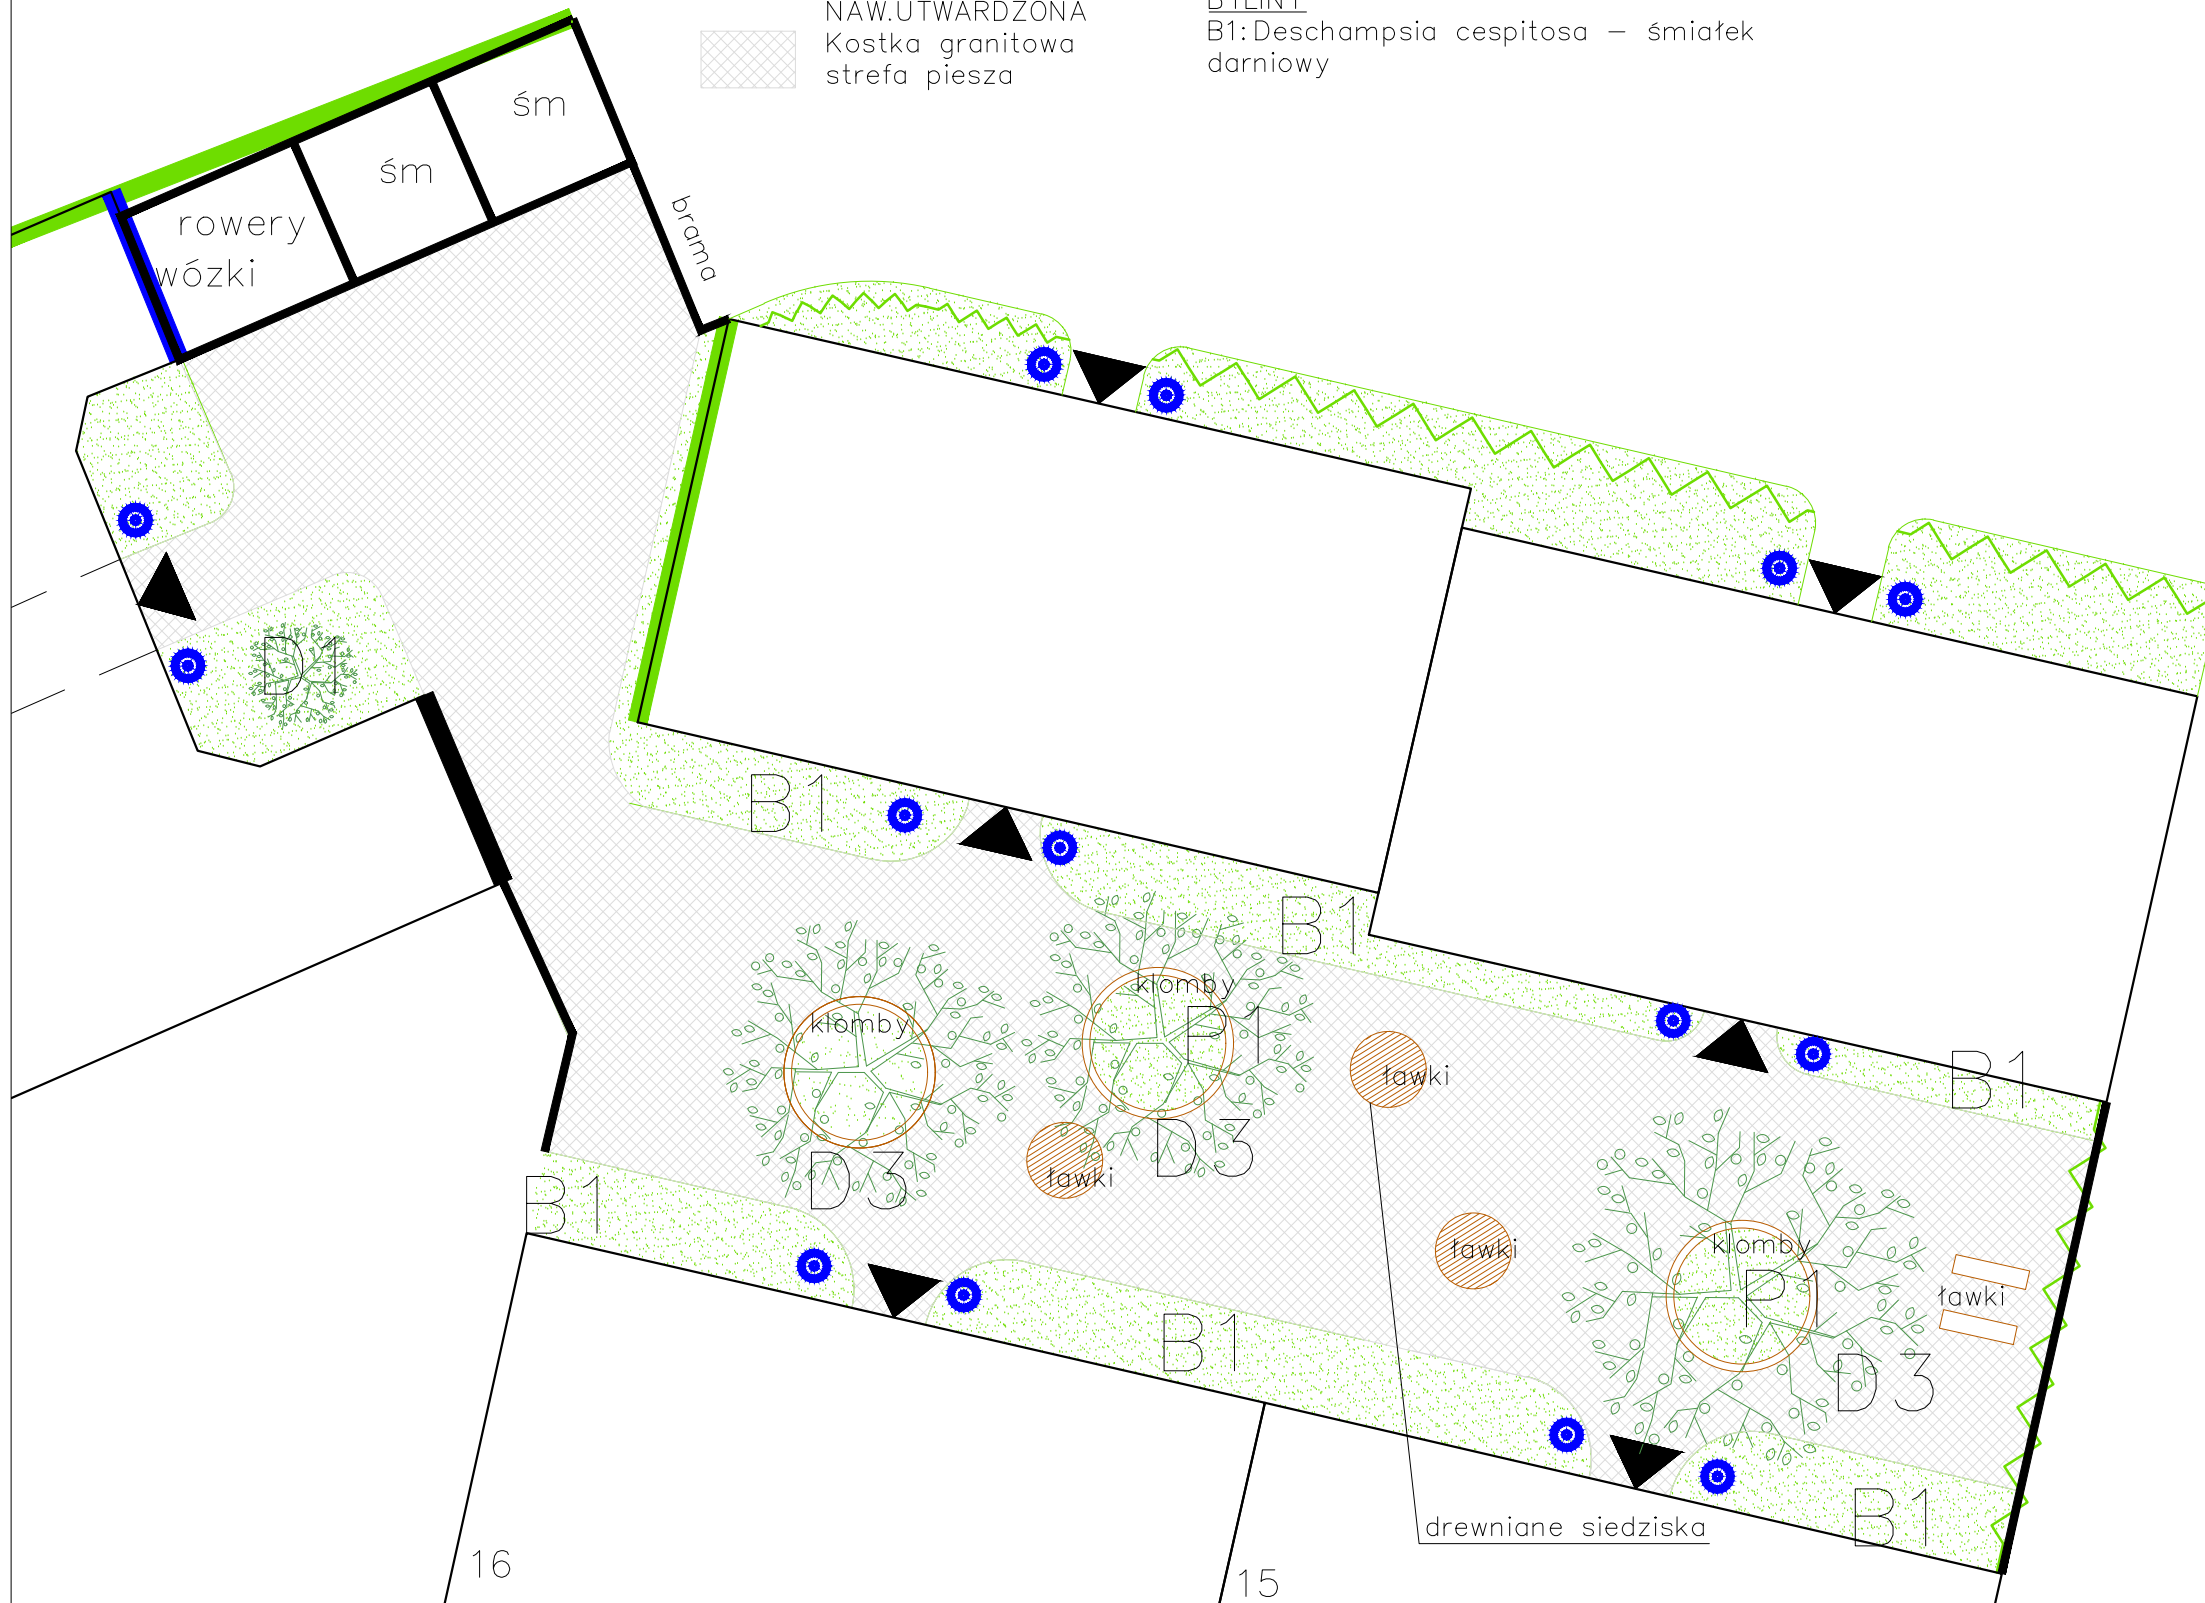 NAW.UTWARDZONA
Kostka granitowa
strefa piesza
BYLINY
B1:Deschampsia cespitosa – śmiałek
darniowy
śm
śm
rowery
wózki
brama
D1
B1
B1
klomby
klomby
P1
ławki
B1
D3
D3
ławki
B1
ławki
klomby
P1
ławki
B1
D3
B1
drewniane siedziska
16
15